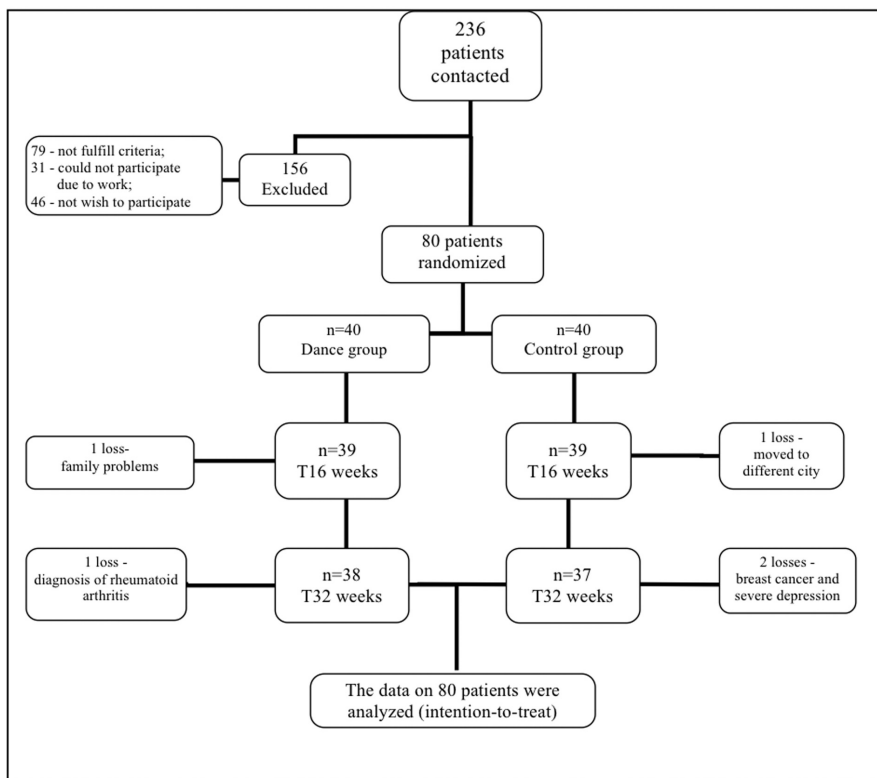 236
patients
contacted
79 - not fulfill criteria;
31 - could not participate
due to work;
46 - not wish to participate
156
Excluded
80 patients
randomized
n=40
Dance group
n=40
Control group
1 loss-
family problems
n=39
T16 weeks
n=39
T16 weeks
1 loss -
moved to
different city
1 loss -
diagnosis of rheumatoid
arthritis
n=38
T32 weeks
n=37
T32 weeks
2 losses -
breast cancer and
severe depression
The data on 80 patients were
analyzed (intention-to-treat)